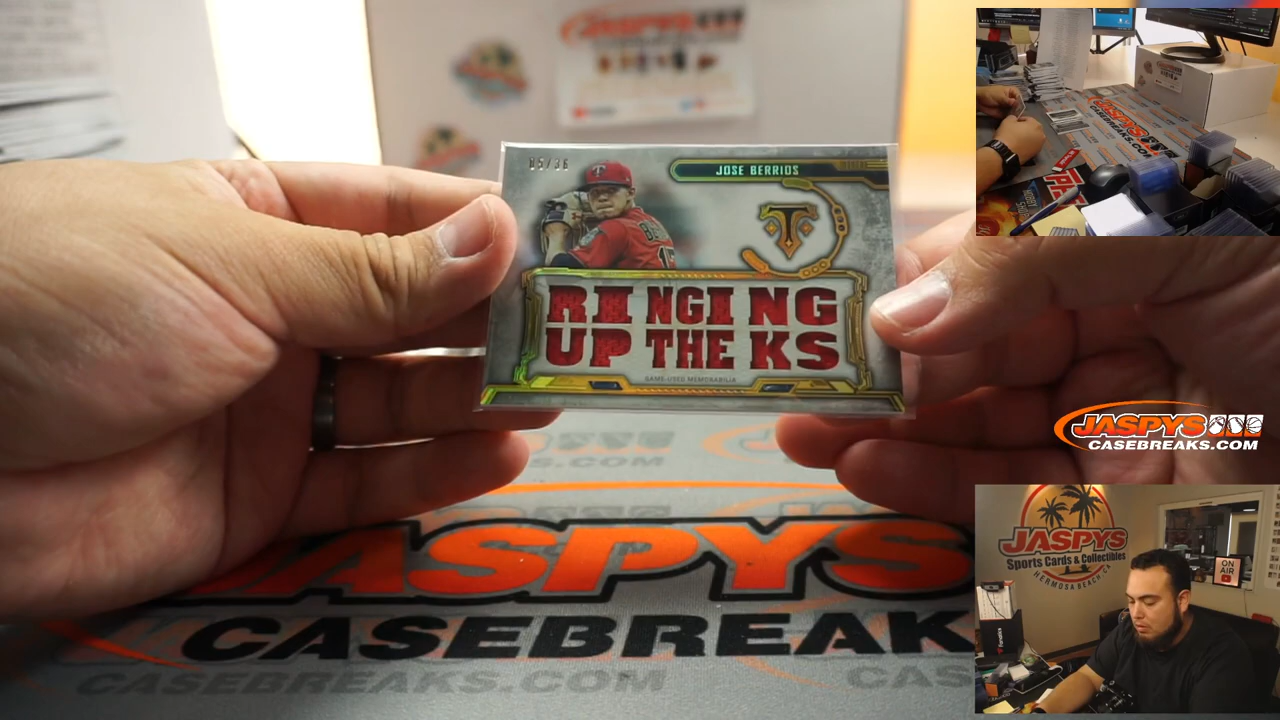 05/36
JOSE BERRIOS
RINGING
UP THE KS
GAME-USED MEMORABILIA
JASPYS
CASEBREAK
CASEBREAKS.COM
JASPYS
CASEBREAKS.COM
JASPYS
Sports Cards & Collectibles
HERMOSA BEACH, CA
ON
AIR